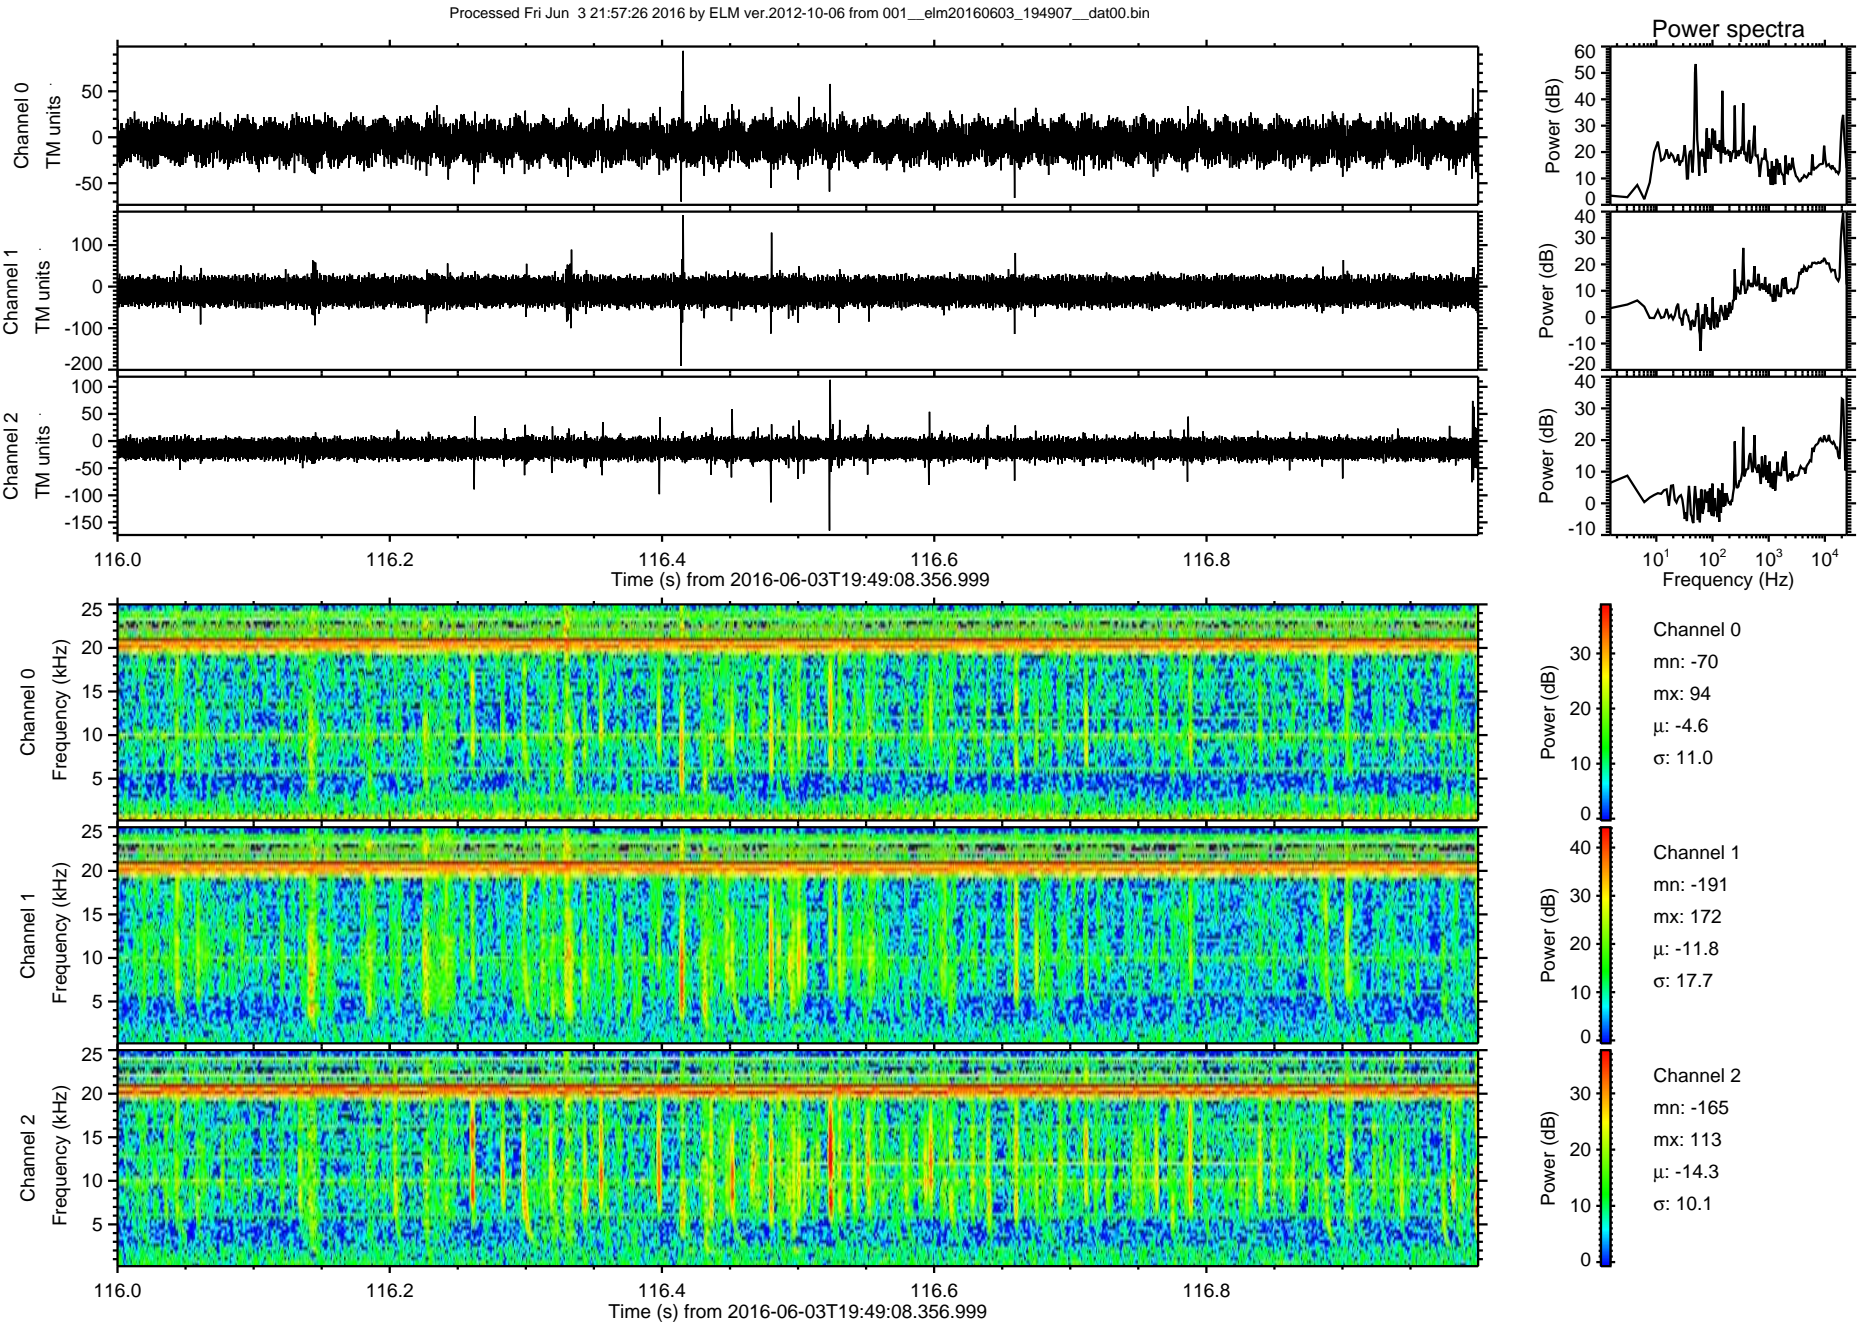 Processed Fri Jun  3 21:57:26 2016 by ELM ver.2012-10-06 from 001__elm20160603_194907__dat00.bin
Power spectra
Channel 0
TM units
50
0
-50
Power (dB)
60
50
40
30
20
10
0
Channel 1
TM units
100
0
-100
-200
Power (dB)
40
30
20
10
0
-10
-20
Channel 2
TM units
100
50
0
-50
-100
-150
Power (dB)
40
30
20
10
0
-10
116.0 116.2 116.4 116.6 116.8
Time (s) from 2016-06-03T19:49:08.356.999
10^1 10^2 10^3 10^4
Frequency (Hz)
Channel 0
Frequency (kHz)
25
20
15
10
5
Power (dB)
30
20
10
0
Channel 0
mn: -70
mx: 94
μ: -4.6
σ: 11.0
Channel 1
Frequency (kHz)
25
20
15
10
5
Power (dB)
40
30
20
10
0
Channel 1
mn: -191
mx: 172
μ: -11.8
σ: 17.7
Channel 2
Frequency (kHz)
25
20
15
10
5
Power (dB)
30
20
10
0
Channel 2
mn: -165
mx: 113
μ: -14.3
σ: 10.1
116.0 116.2 116.4 116.6 116.8
Time (s) from 2016-06-03T19:49:08.356.999